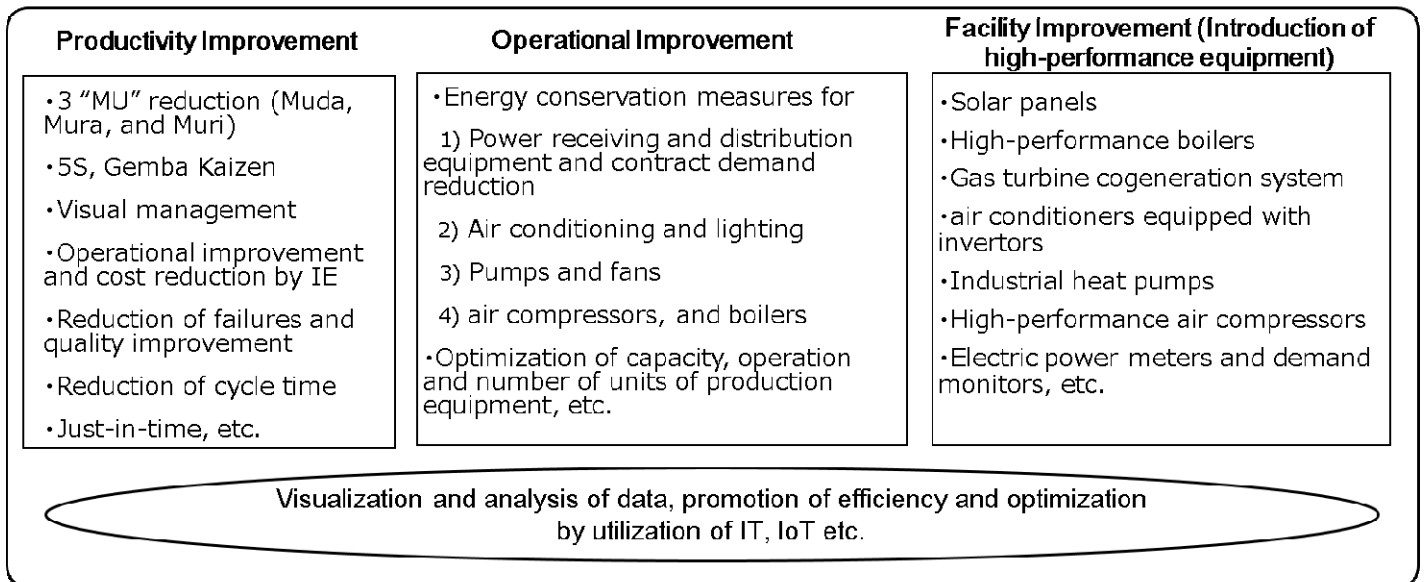 Productivity Improvement
・3 “MU” reduction (Muda,
Mura, and Muri)
・5S, Gemba Kaizen
・Visual management
・Operational improvement
and cost reduction by IE
・Reduction of failures and
quality improvement
・Reduction of cycle time
・Just-in-time, etc.
Operational Improvement
・Energy conservation measures for
1) Power receiving and distribution
equipment and contract demand
reduction
2) Air conditioning and lighting
3) Pumps and fans
4) air compressors, and boilers
・Optimization of capacity, operation
and number of units of production
equipment, etc.
Facility Improvement (Introduction of
high-performance equipment)
・Solar panels
・High-performance boilers
・Gas turbine cogeneration system
・air conditioners equipped with
invertors
・Industrial heat pumps
・High-performance air compressors
・Electric power meters and demand
monitors, etc.
Visualization and analysis of data, promotion of efficiency and optimization
by utilization of IT, IoT etc.